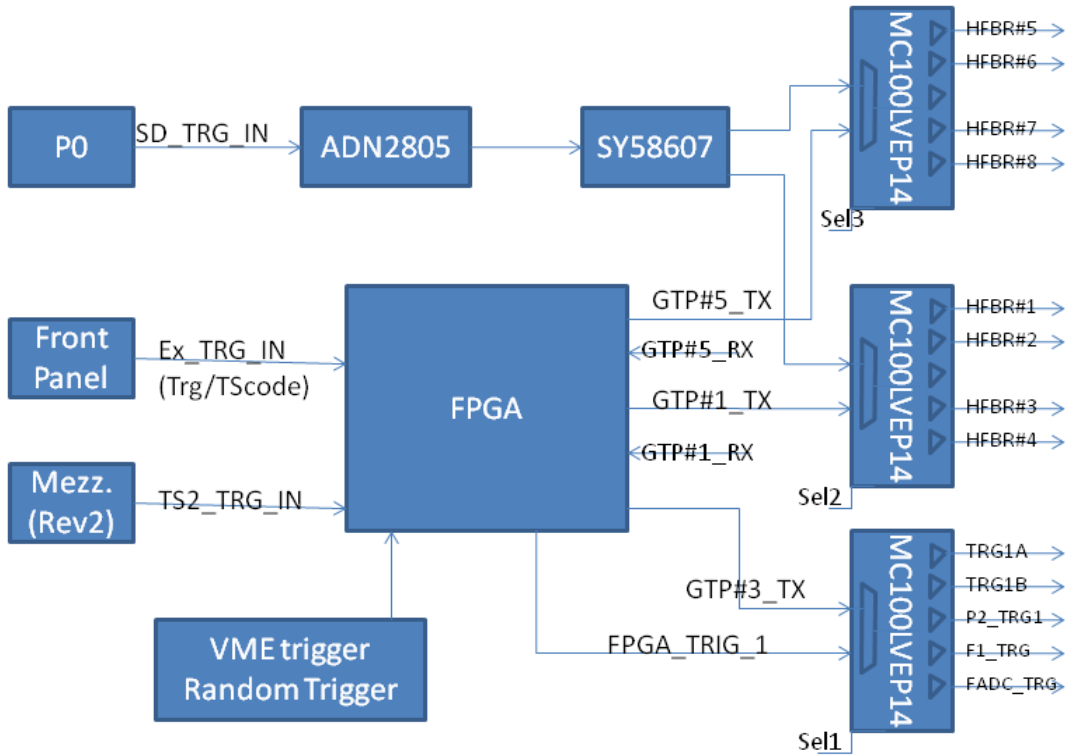 HFBR#5
HFBR#6
HFBR#7
HFBR#8
MC100LVEP14
Sel3
P0
SD_TRG_IN
ADN2805
SY58607
Front
Panel
Ex_TRG_IN
(Trg/TScode)
FPGA
GTP#5_TX
GTP#5_RX
GTP#1_TX
GTP#1_RX
HFBR#1
HFBR#2
HFBR#3
HFBR#4
MC100LVEP14
Sel2
Mezz.
(Rev2)
TS2_TRG_IN
VME trigger
Random Trigger
GTP#3_TX
FPGA_TRIG_1
TRG1A
TRG1B
P2_TRG1
F1_TRG
FADC_TRG
MC100LVEP14
Sel1